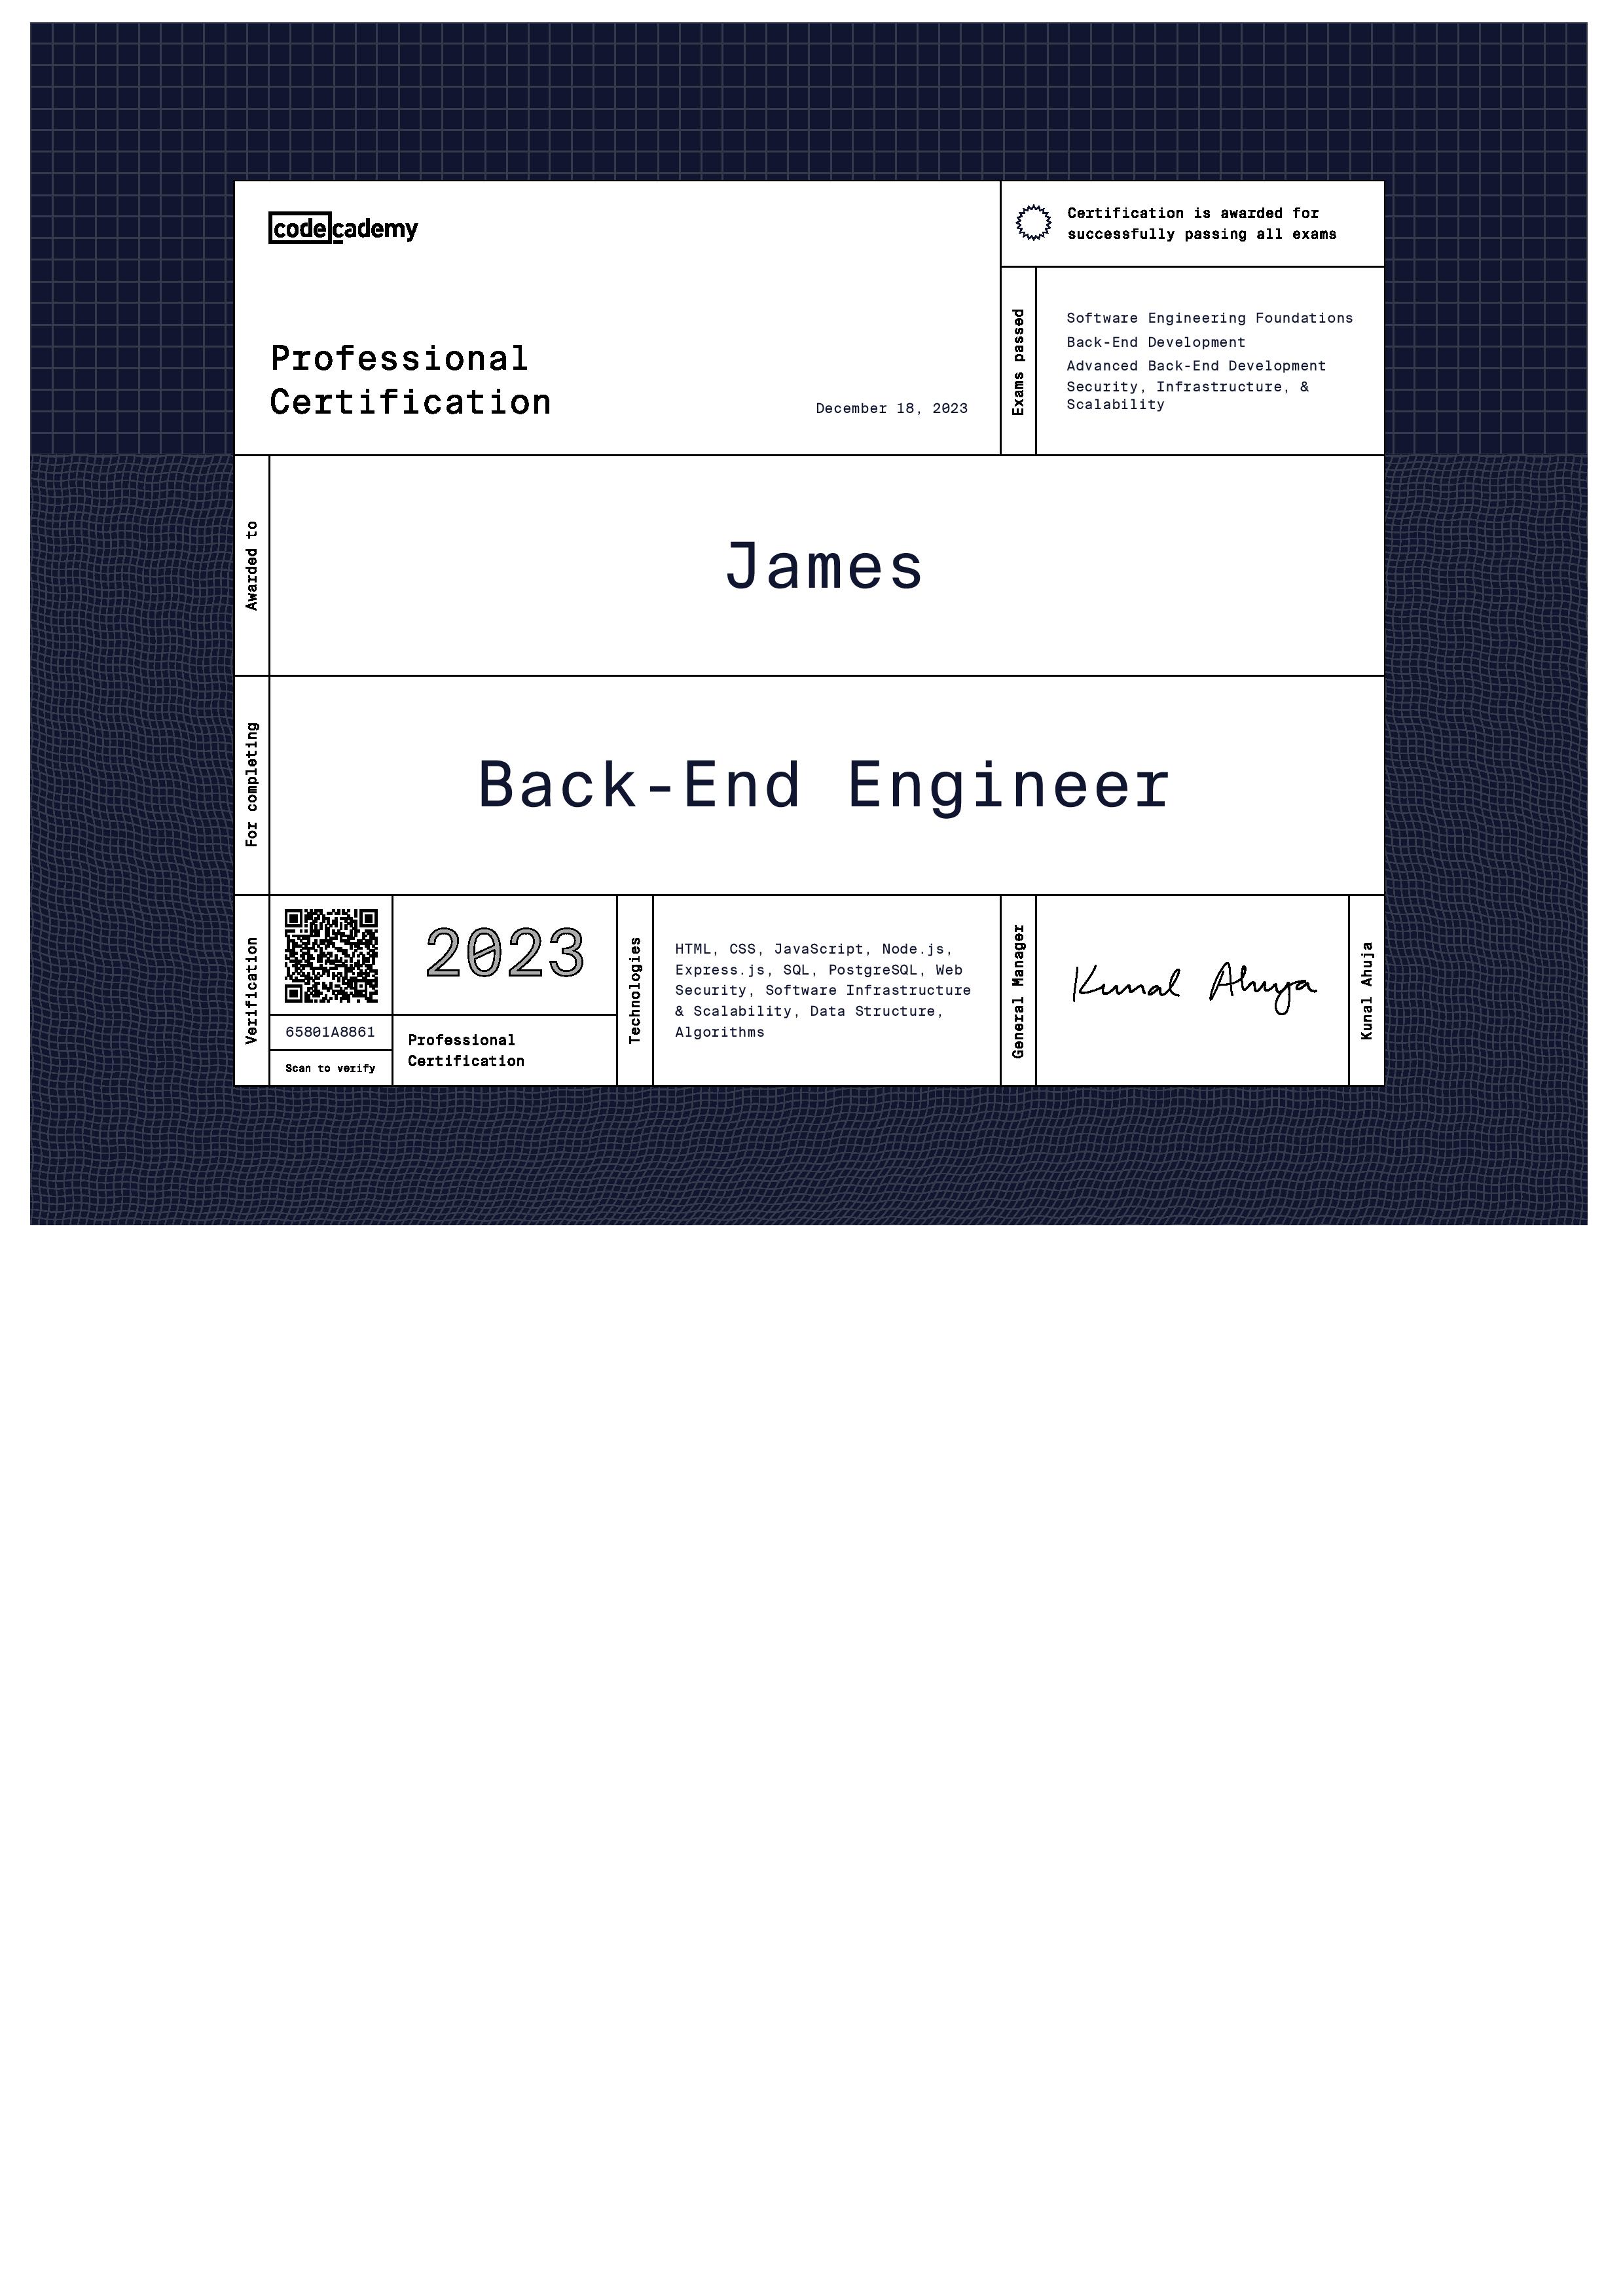 codecademy
Professional
Certification
December 18, 2023
Certification is awarded for
successfully passing all exams
Exams passed
Software Engineering Foundations
Back-End Development
Advanced Back-End Development
Security, Infrastructure, &
Scalability
Awarded to
James
For completing
Back-End Engineer
Verification
65801A8861
Scan to verify
2023
Professional
Certification
Technologies
HTML, CSS, JavaScript, Node.js,
Express.js, SQL, PostgreSQL, Web
Security, Software Infrastructure
& Scalability, Data Structure,
Algorithms
General Manager
Kunal Ahuja
Kunal Ahuja